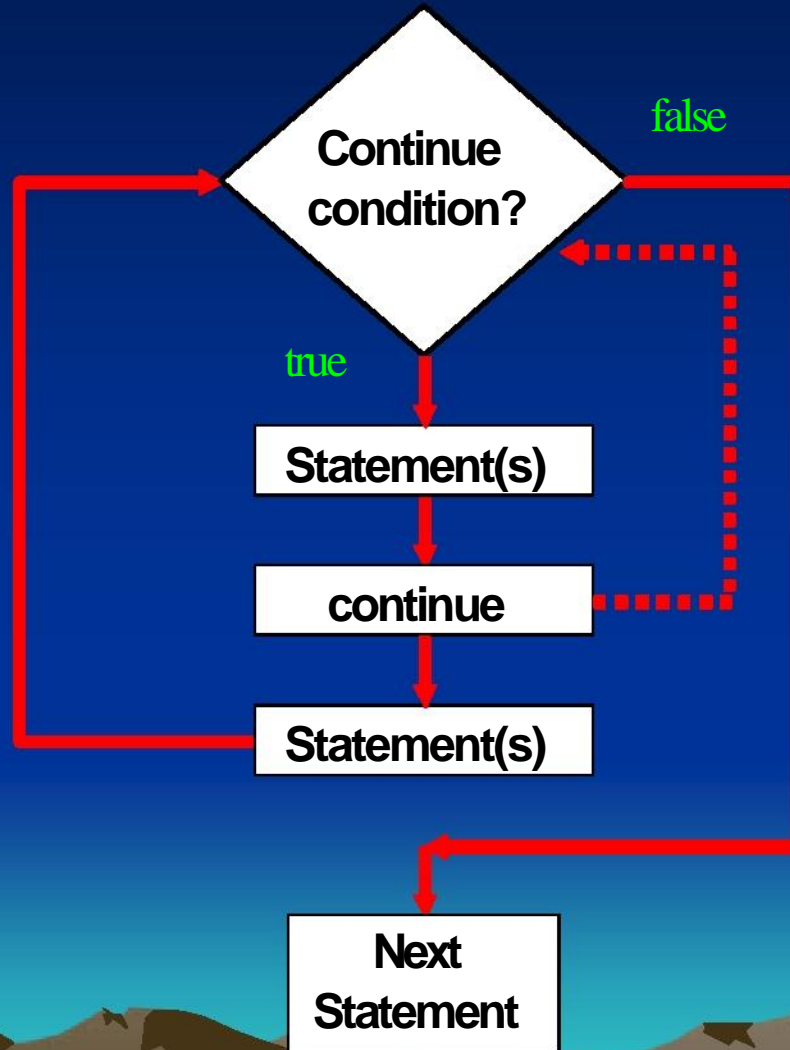 Continue
condition?
false
true
Statement(s)
continue
Statement(s)
Next
Statement